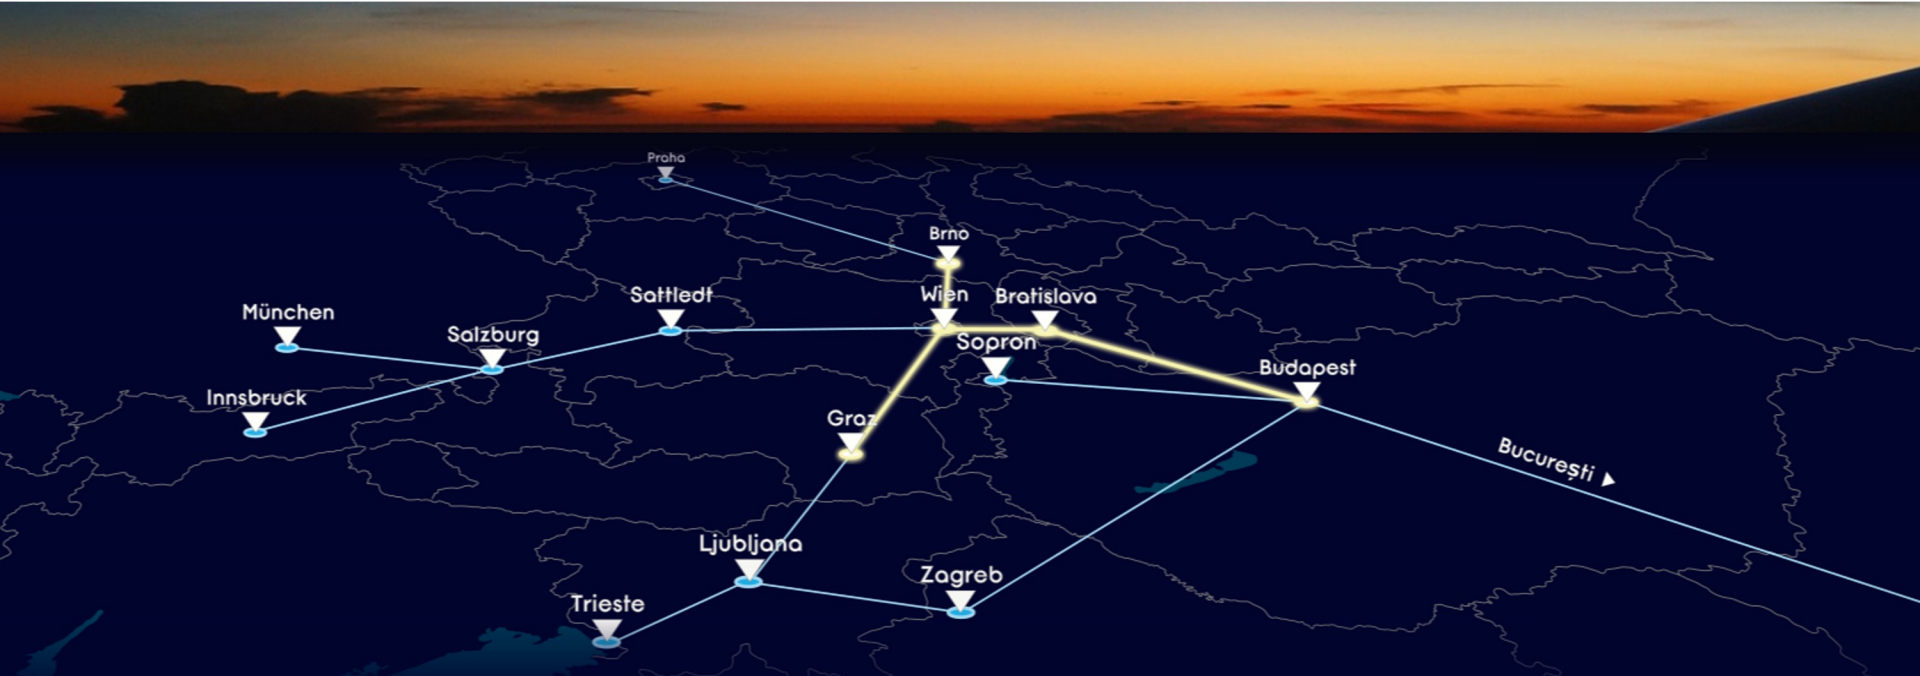 Praha
Brno
Wien
Bratislava
Sattledt
München
Salzburg
Sopron
Budapest
Innsbruck
Graz
București
Ljubljana
Zagreb
Trieste